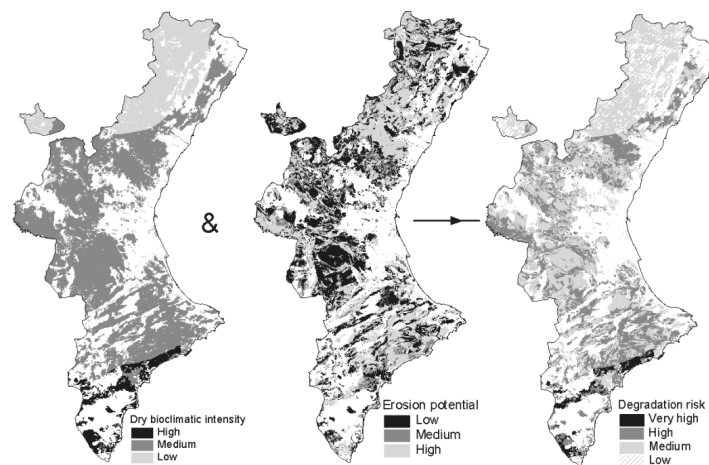 &
Dry bioclimatic intensity
High
Medium
Low
Erosion potential
Low
Medium
High
Degradation risk
Very high
High
Medium
Low